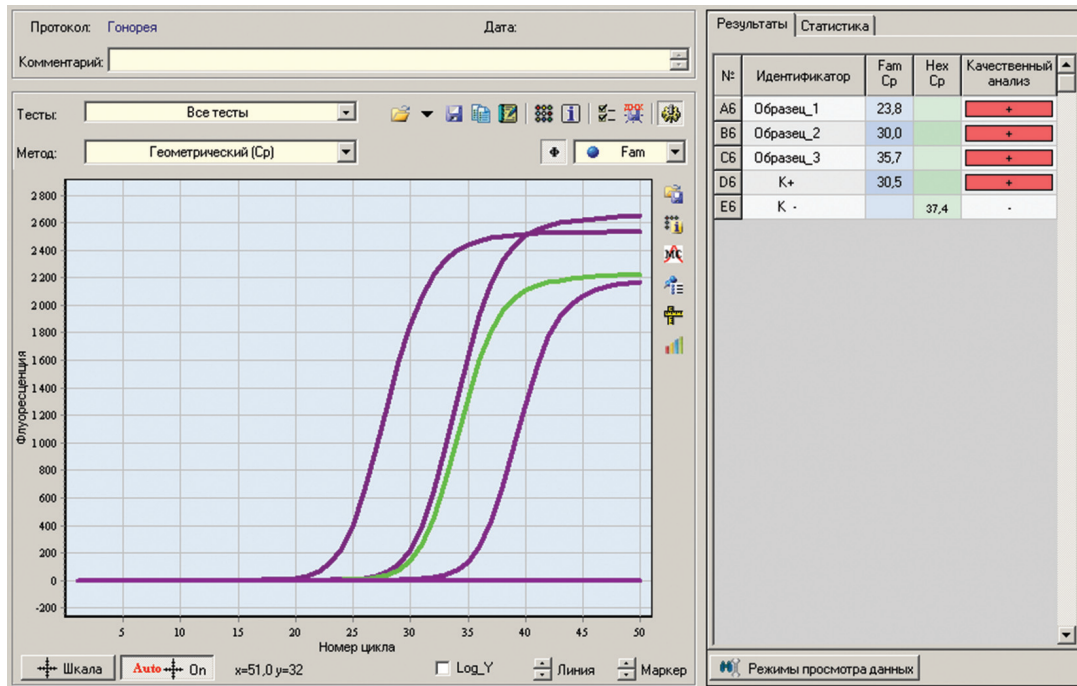 Протокол: Гонорея Дата:
Комментарий:
Тесты: Все тесты
Метод: Геометрический (Cp) Fam
Флуоресценция
2 800
2 600
2 400
2 200
2 000
1 800
1 600
1 400
1 200
1 000
800
600
400
200
0
-200
5 10 15 20 25 30 35 40 45 50
Номер цикла
Шкала Auto On x=51,0 y=32 Log_Y Линия Маркер
Результаты Статистика
№ Идентификатор Fam Cp Hex Cp Качественный анализ
A6 Образец_1 23,8 +
B6 Образец_2 30,0 +
C6 Образец_3 35,7 +
D6 K+ 30,5 +
E6 K - 37,4 -
Режимы просмотра данных